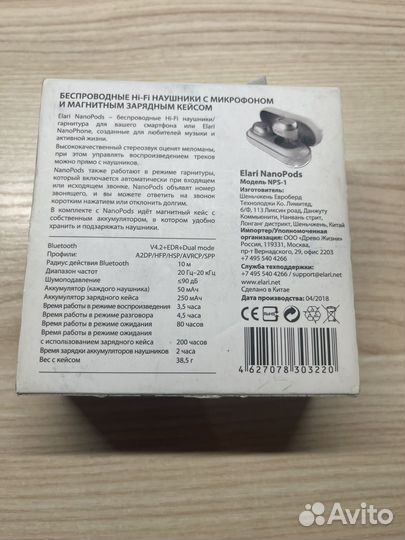 БЕСПРОВОДНЫЕ Hi-Fi НАУШНИКИ С МИКРОФОНОМ
И МАГНИТНЫМ ЗАРЯДНЫМ КЕЙСОМ
Elari NanoPods – беспроводные Hi-Fi наушники/
гарнитура для вашего смартфона или Elari
NanoPhone, созданные для любителей музыки и
активной жизни.
Высококачественный стереозвук оценят меломаны,
при этом управлять воспроизведением треков
можно прямо с наушников.
NanoPods также работают в режиме гарнитуры,
который включается автоматически при входящем
или исходящем звонке. NanoPods объявят номер
звонящего, и вы можете ответить на звонок
коротким нажатием или отклонить долгим.
В комплекте с NanoPods идёт магнитный кейс с
собственным аккумулятором, в котором удобно
хранить и подзаряжать наушники.
Bluetooth V4.2+EDR+Dual mode
Профили: A2DP/HFP/HSP/AVRCP/SPP
Радиус действия Bluetooth 10 м
Диапазон частот 20 Гц–20 кГц
Шумоподавление ≤90 дБ
Аккумулятор (каждого наушника) 50 мАч
Аккумулятор зарядного кейса 250 мАч
Время работы в режиме воспроизведения 3,5 часа
Время работы в режиме разговора 4,5 часа
Время работы в режиме ожидания 80 часов
Время работы в режиме ожидания
с использованием зарядного кейса 200 часов
Время зарядки аккумуляторов наушников 2 часа
Вес с кейсом 38,5 г
Elari NanoPods
Модель NPS-1
Изготовитель:
Шеньчжень Евроберд
Технолоджи Ко. Лимитед,
6/Ф, 113 Ликсин роад, Данжуту
Коммьюнити, Нанвань стрит,
Лонганг дистрикт, Шеньчжень, Китай
Импортер/Уполномоченная
организация: ООО «Древо Жизни»
Россия, 119311, Москва,
пр-т Вернадского, 29, офис 2203
+7 495 540 4266
Служба техподдержки:
+7 495 540 4266 / support@elari.net
www.elari.net
Сделано в Китае
Дата производства: 04/2018
EAC CE
4 627078 303220
Avito